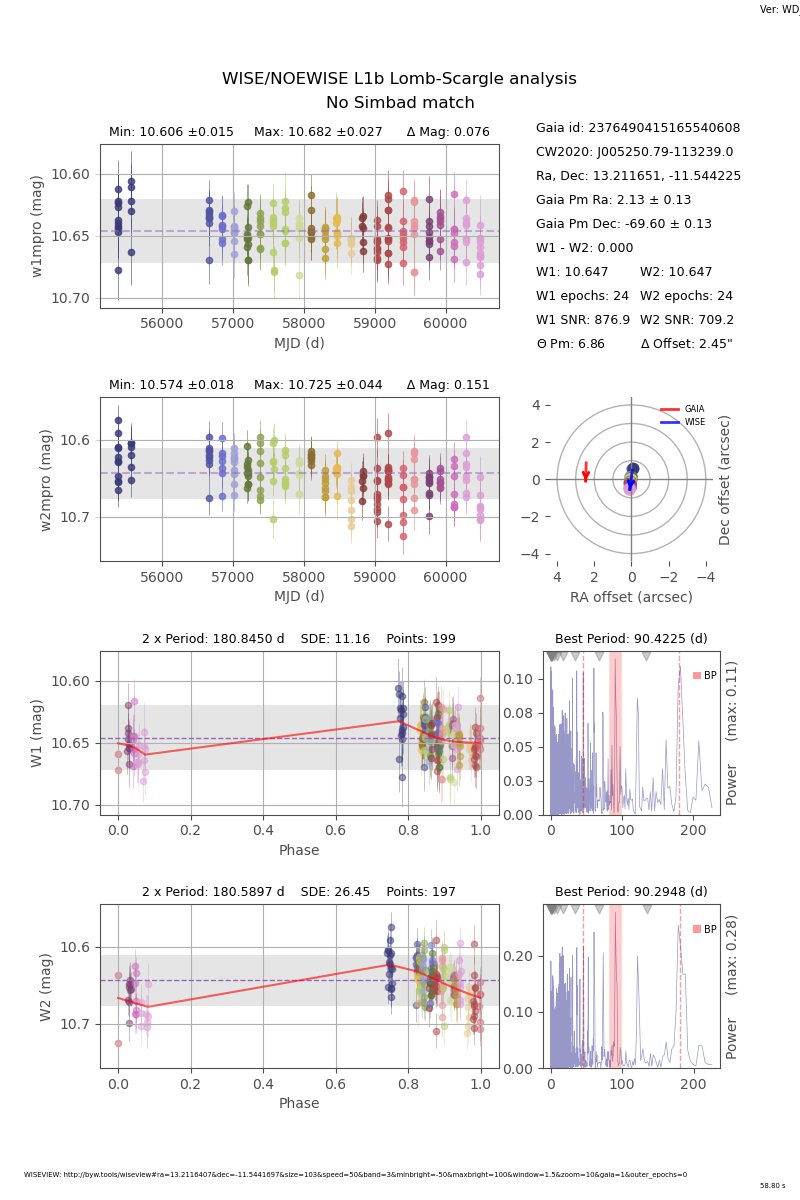 Ver: WD_
WISE/NOEWISE L1b Lomb-Scargle analysis
No Simbad match
Min: 10.606 ±0.015 Max: 10.682 ±0.027 Δ Mag: 0.076
10.60
10.65
10.70
w1mpro (mag)
56000 57000 58000 59000 60000
MJD (d)
Gaia id: 2376490415165540608
CW2020: J005250.79-113239.0
Ra, Dec: 13.211651, -11.544225
Gaia Pm Ra: 2.13 ± 0.13
Gaia Pm Dec: -69.60 ± 0.13
W1 - W2: 0.000
W1: 10.647 W2: 10.647
W1 epochs: 24 W2 epochs: 24
W1 SNR: 876.9 W2 SNR: 709.2
Θ Pm: 6.86 Δ Offset: 2.45"
Min: 10.574 ±0.018 Max: 10.725 ±0.044 Δ Mag: 0.151
10.6
10.7
w2mpro (mag)
56000 57000 58000 59000 60000
MJD (d)
GAIA
WISE
4
2
0
−2
−4
Dec offset (arcsec)
4 2 0 −2 −4
RA offset (arcsec)
2 x Period: 180.8450 d SDE: 11.16 Points: 199
10.60
10.65
10.70
W1 (mag)
0.0 0.2 0.4 0.6 0.8 1.0
Phase
Best Period: 90.4225 (d)
BP
0.10
0.08
0.05
0.03
0.00
Power (max: 0.11)
0 100 200
2 x Period: 180.5897 d SDE: 26.45 Points: 197
10.6
10.7
W2 (mag)
0.0 0.2 0.4 0.6 0.8 1.0
Phase
Best Period: 90.2948 (d)
BP
0.20
0.10
0.00
Power (max: 0.28)
0 100 200
WISEVIEW: http://byw.tools/wiseview#ra=13.2116407&dec=-11.5441697&size=103&speed=50&band=3&minbright=-50&maxbright=100&window=1.5&zoom=10&gaia=1&outer_epochs=0
58.80 s